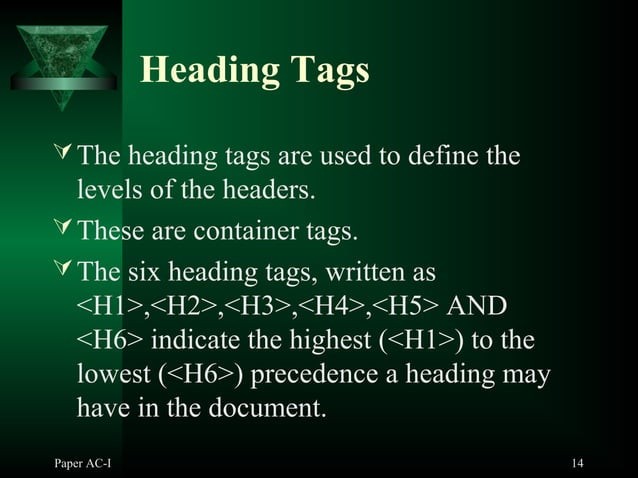 Heading Tags
The heading tags are used to define the
levels of the headers.
These are container tags.
The six heading tags, written as
<H1>,<H2>,<H3>,<H4>,<H5> AND
<H6> indicate the highest (<H1>) to the
lowest (<H6>) precedence a heading may
have in the document.
Paper AC-I
14